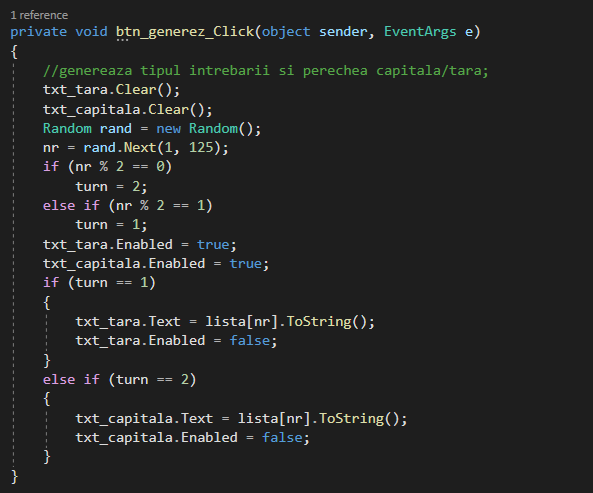 1 reference
private void btn_generez_Click(object sender, EventArgs e)
{
    //genereaza tipul intrebarii si perechea capitala/tara;
    txt_tara.Clear();
    txt_capitala.Clear();
    Random rand = new Random();
    nr = rand.Next(1, 125);
    if (nr % 2 == 0)
        turn = 2;
    else if (nr % 2 == 1)
        turn = 1;
    txt_tara.Enabled = true;
    txt_capitala.Enabled = true;
    if (turn == 1)
    {
        txt_tara.Text = lista[nr].ToString();
        txt_tara.Enabled = false;
    }
    else if (turn == 2)
    {
        txt_capitala.Text = lista[nr].ToString();
        txt_capitala.Enabled = false;
    }
}